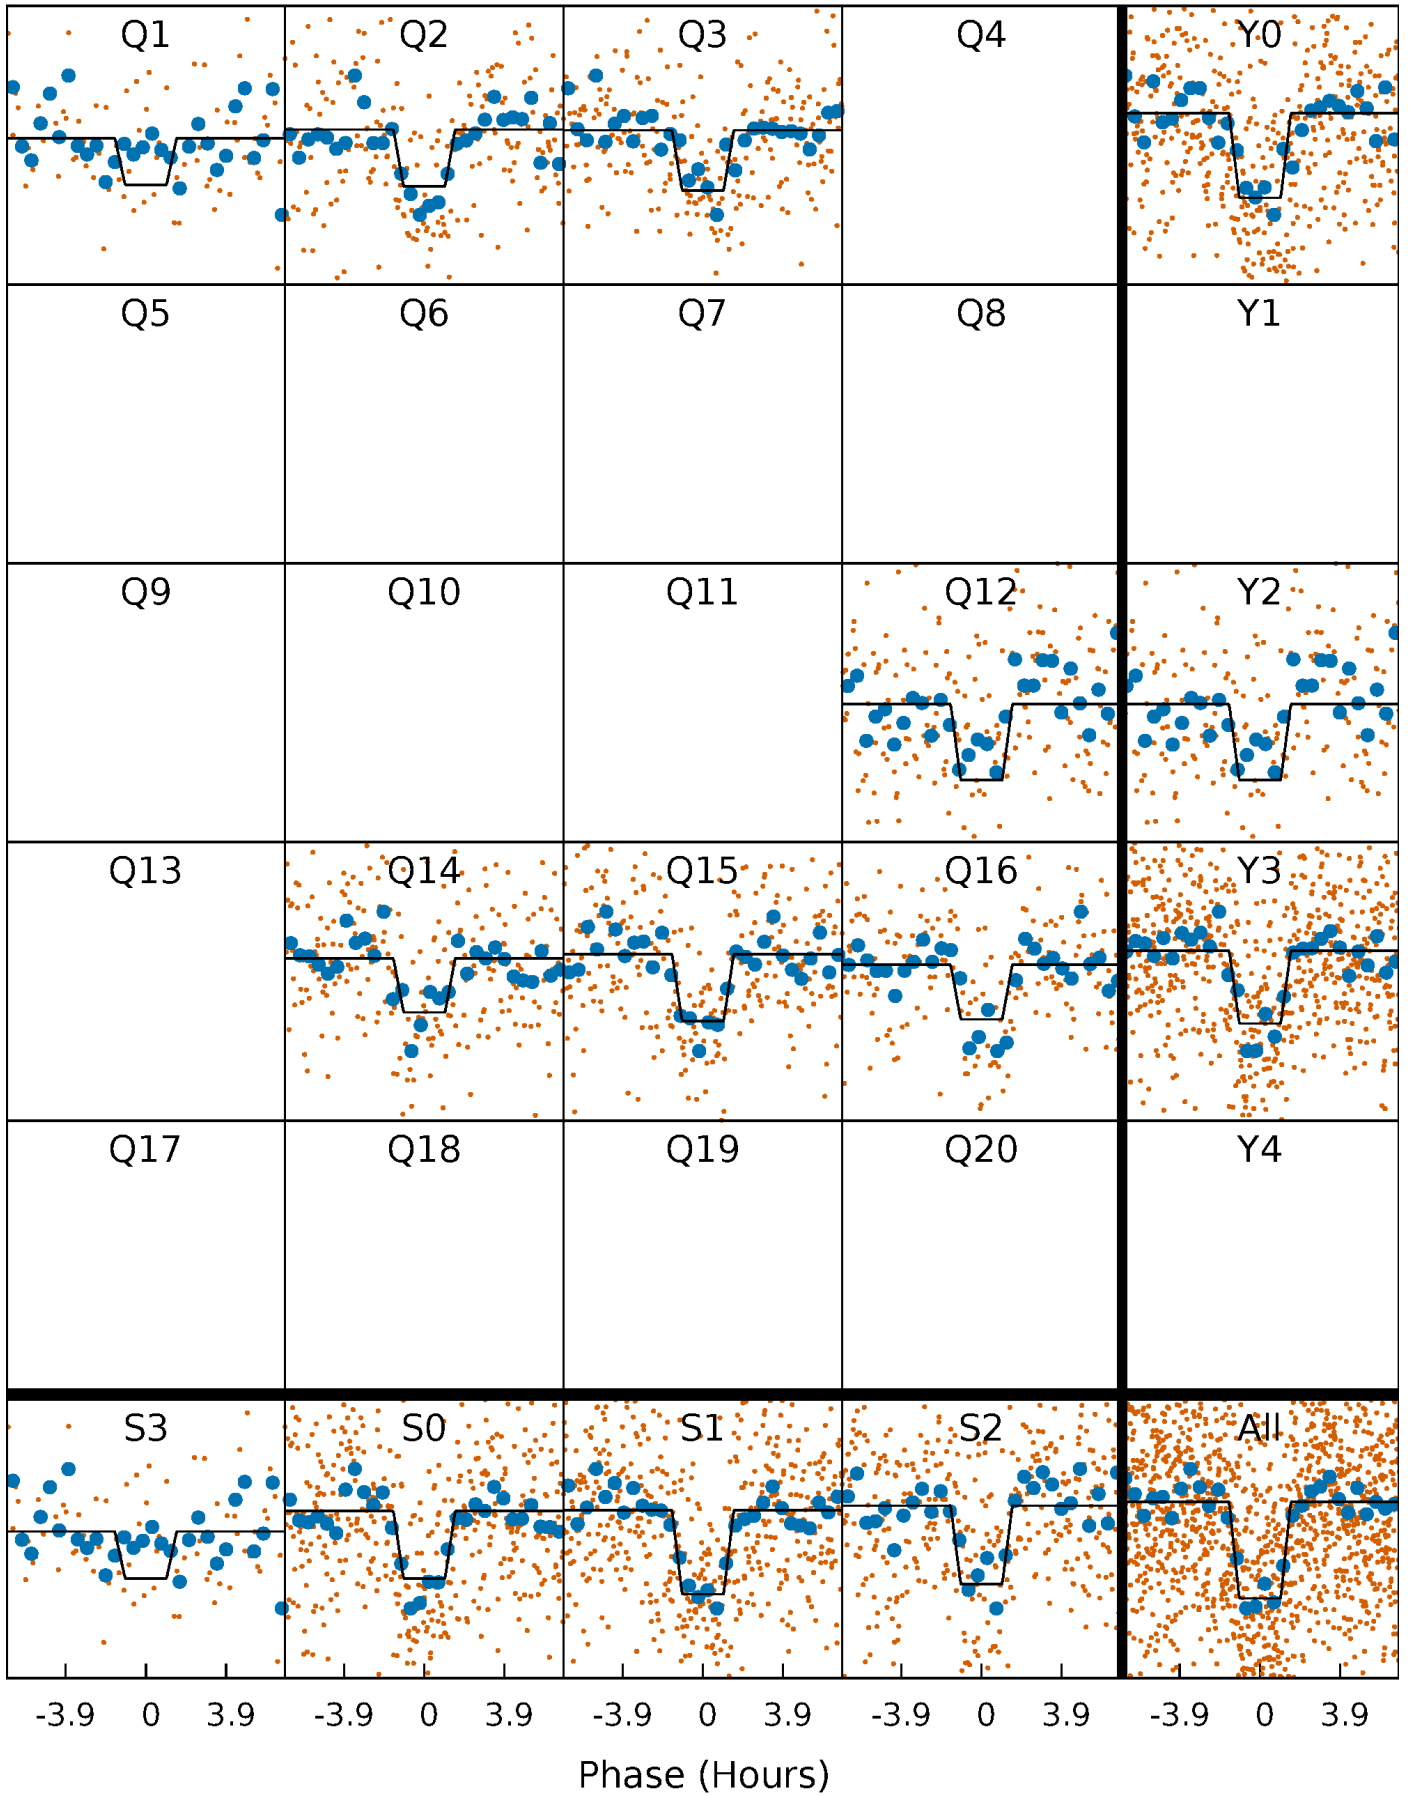 Q1 Q2 Q3 Q4 Y0
Q5 Q6 Q7 Q8 Y1
Q9 Q10 Q11 Q12 Y2
Q13 Q14 Q15 Q16 Y3
Q17 Q18 Q19 Q20 Y4
S3 S0 S1 S2 All
-3.9 0 3.9 -3.9 0 3.9 -3.9 0 3.9 -3.9 0 3.9 -3.9 0 3.9
Phase (Hours)